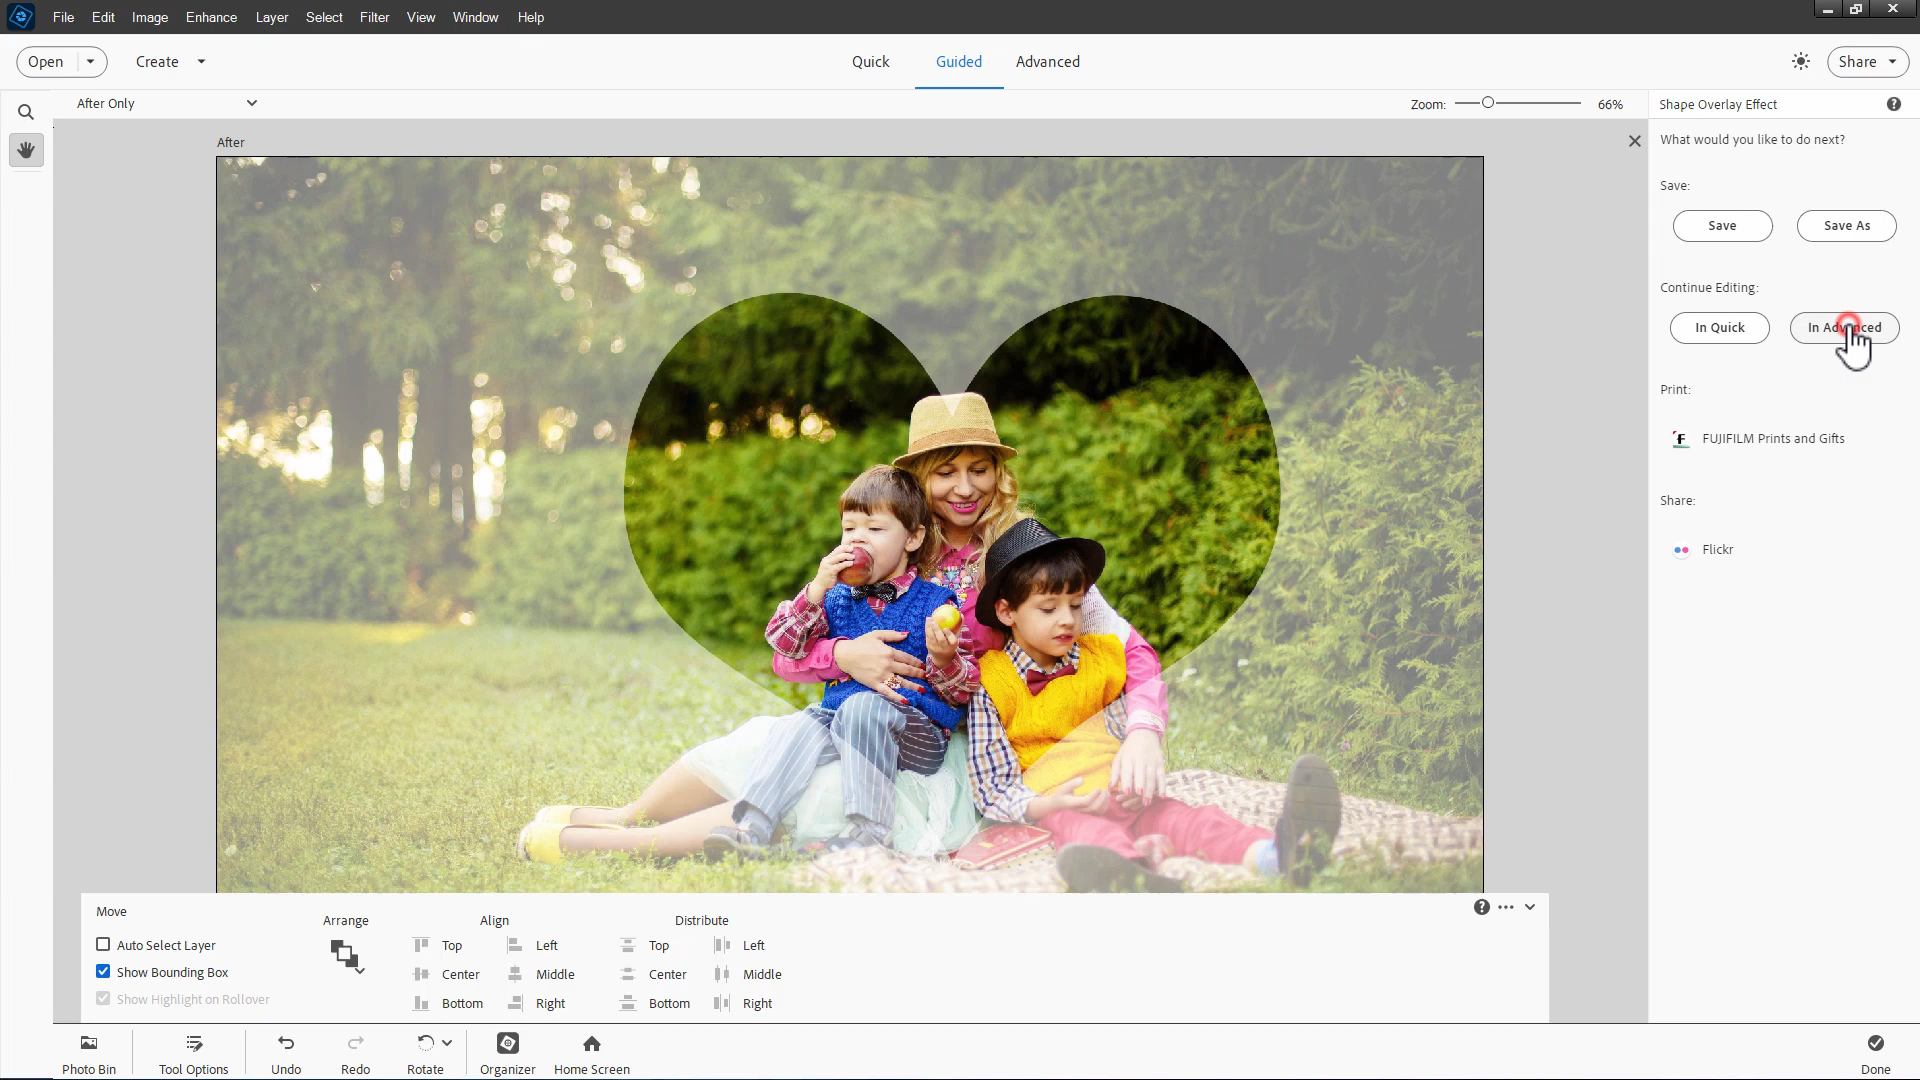 File Edit Image Enhance Layer Select Filter View Window Help
Open Create Quick Guided Advanced Share
After Only Zoom: 66% Shape Overlay Effect
After
What would you like to do next?
Save:
Save Save As
Continue Editing:
In Quick In Advanced
Print:
FUJIFILM Prints and Gifts
Share:
Flickr
Move
Arrange Align Distribute
Auto Select Layer Top Left Top Left
Show Bounding Box Center Middle Center Middle
Show Highlight on Rollover Bottom Right Bottom Right
Photo Bin Tool Options Undo Redo Rotate Organizer Home Screen Done